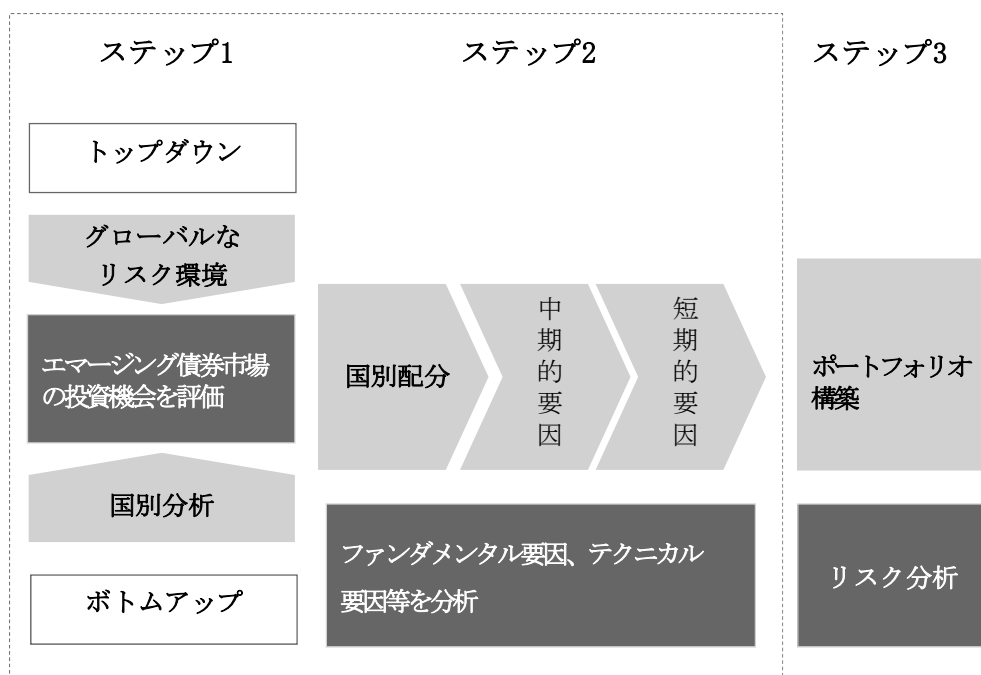 ステップ1
ステップ2
ステップ3
トップダウン
グローバルな
リスク環境
エマージング債券市場
の投資機会を評価
国別分析
ボトムアップ
国別配分
中期的要因
短期的要因
ファンダメンタル要因、テクニカル
要因等を分析
ポートフォリオ
構築
リスク分析